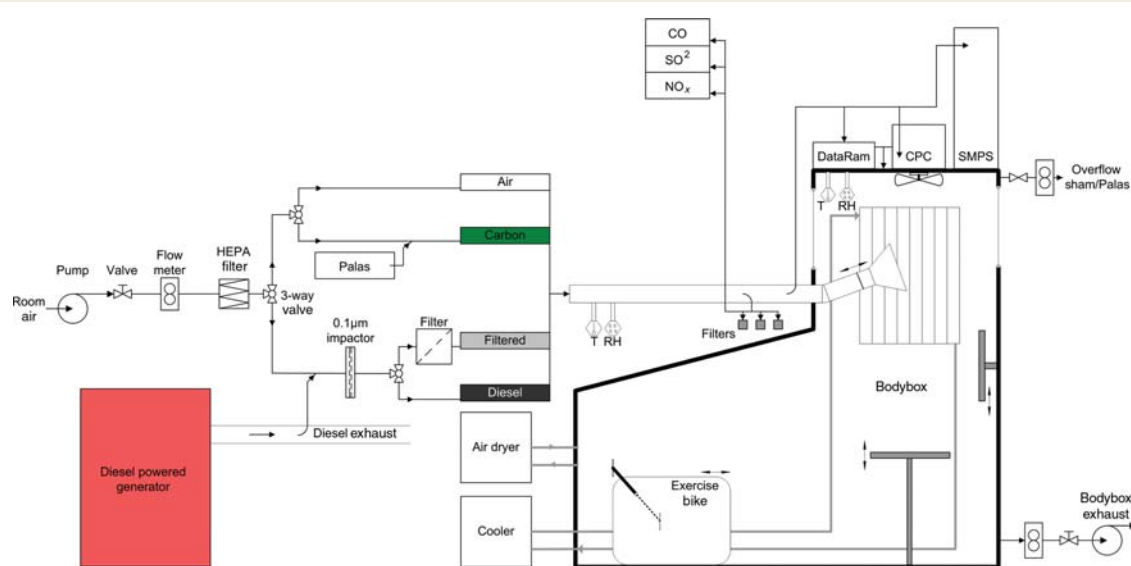 CO
SO²
NOx
DataRam
CPC
SMPS
Overflow
sham/Palas
T
RH
Air
Carbon
Palas
HEPA
filter
Flow
meter
Pump
Valve
Room
air
3-way
valve
0.1µm
impactor
Filter
Filtered
Diesel
T
RH
Filters
Bodybox
Diesel exhaust
Diesel powered
generator
Air dryer
Cooler
Exercise
bike
Bodybox
exhaust